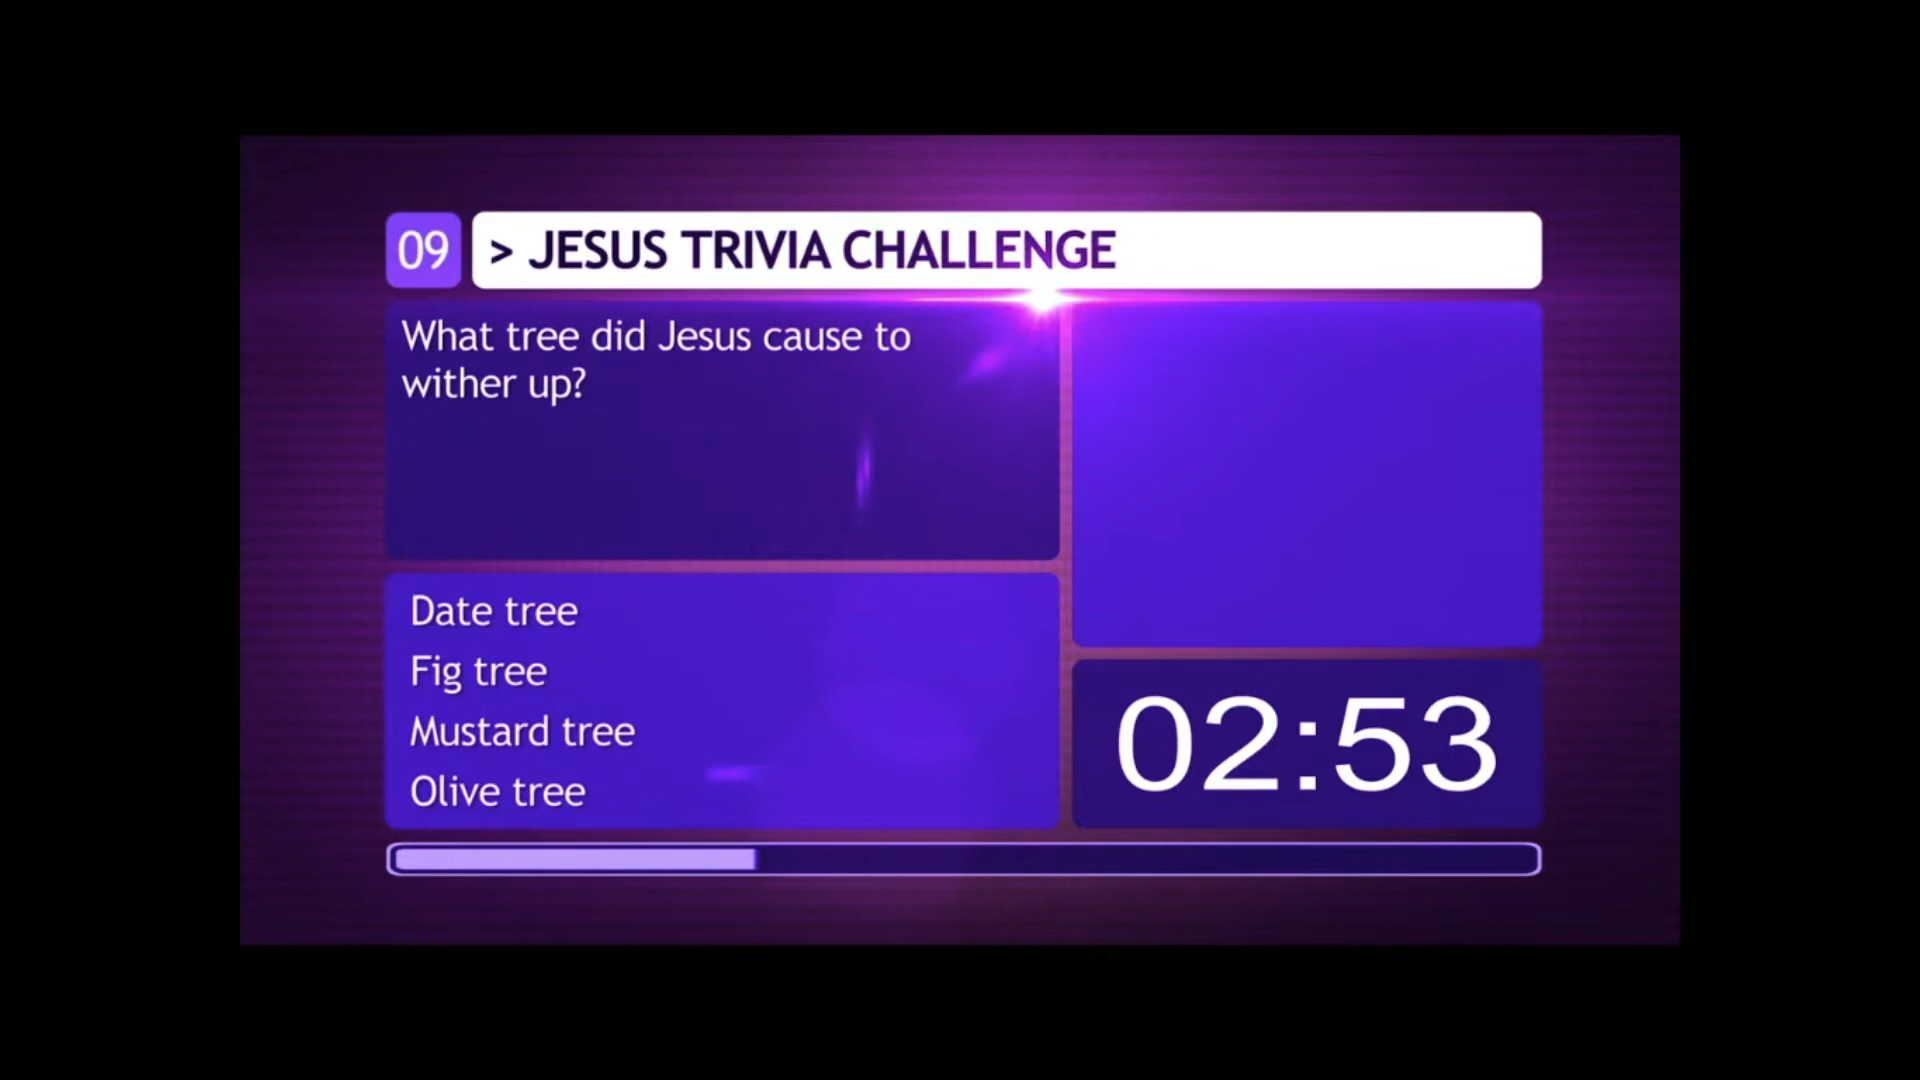 09
> JESUS TRIVIA CHALLENGE
What tree did Jesus cause to
wither up?
Date tree
Fig tree
Mustard tree
Olive tree
02:53